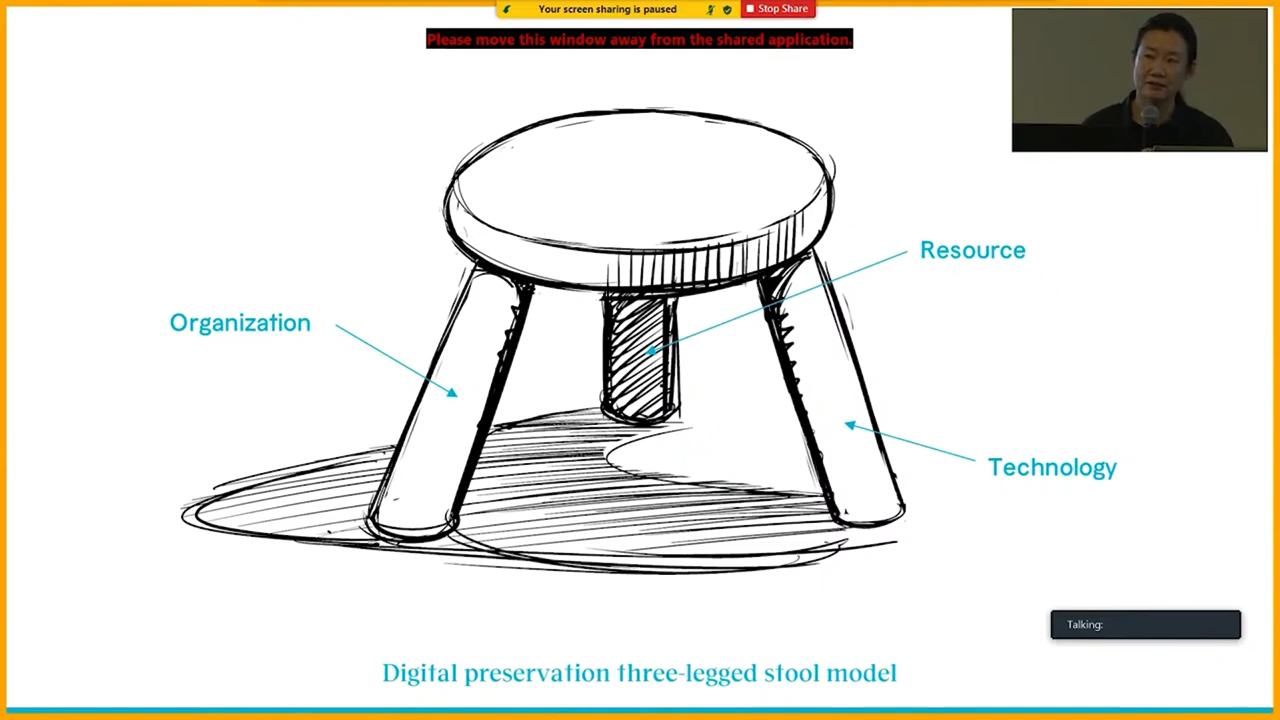 Your screen sharing is paused
Stop Share
Please move this window away from the shared application.
Resource
Organization
Technology
Talking:
Digital preservation three-legged stool model